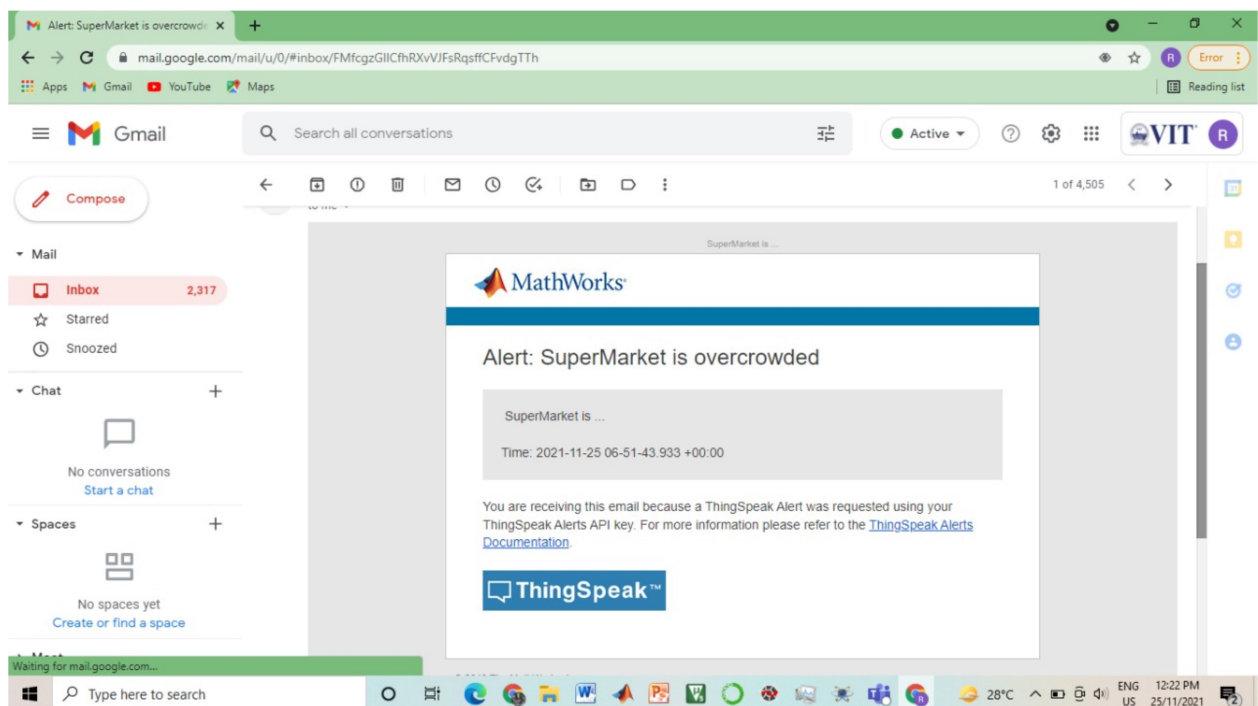 Alert: SuperMarket is overcrowde
mail.google.com/mail/u/0/#inbox/FMfcgzGllCfhRXvVJFsRqsffCFvdgTTh
R
Error
Apps Gmail YouTube Maps
Reading list
Gmail
Search all conversations
Active
VIT
R
Compose
1 of 4,505
to me
SuperMarket is ...
Mail
Inbox 2,317
Starred
Snoozed
Chat
No conversations
Start a chat
Spaces
No spaces yet
Create or find a space
MathWorks
Alert: SuperMarket is overcrowded
SuperMarket is ...
Time: 2021-11-25 06-51-43.933 +00:00
You are receiving this email because a ThingSpeak Alert was requested using your
ThingSpeak Alerts API key. For more information please refer to the ThingSpeak Alerts
Documentation.
ThingSpeak™
Waiting for mail.google.com...
Type here to search
28°C
ENG
US
12:22 PM
25/11/2021
2